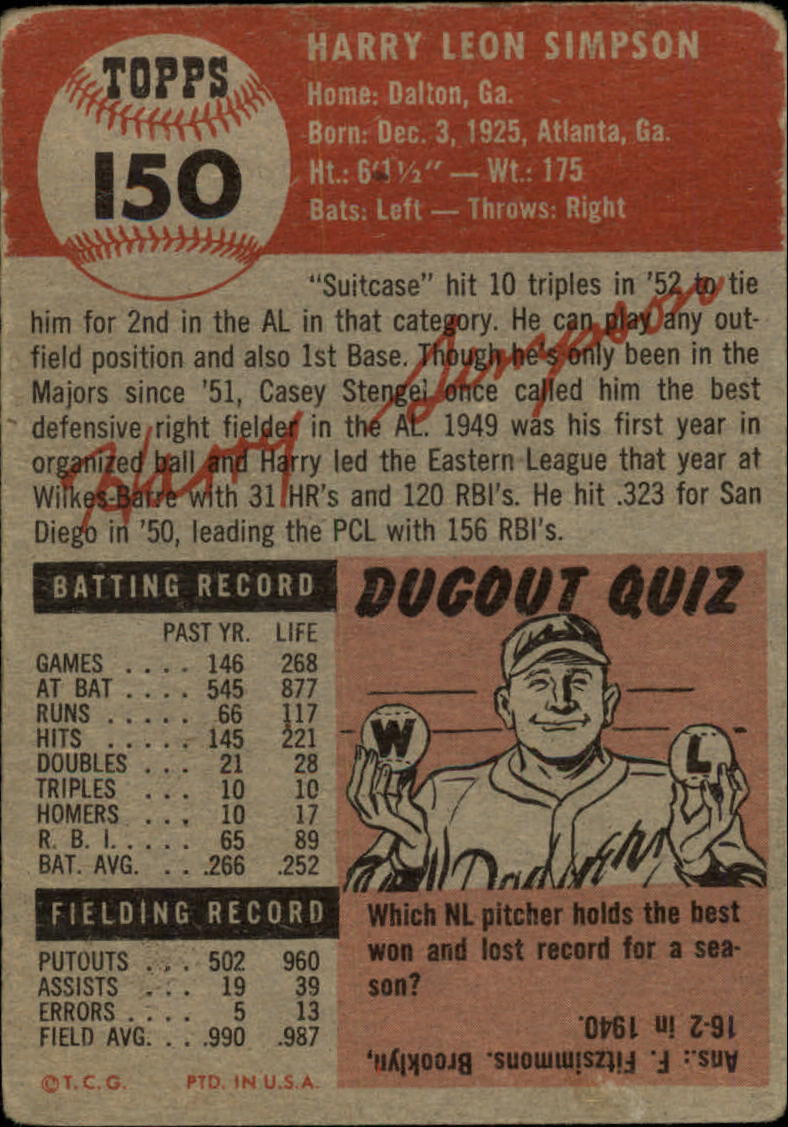 TOPPS
150
HARRY LEON SIMPSON
Home: Dalton, Ga.
Born: Dec. 3, 1925, Atlanta, Ga.
Ht.: 6'1½" — Wt.: 175
Bats: Left — Throws: Right
"Suitcase" hit 10 triples in '52 to tie
him for 2nd in the AL in that category. He can play any out-
field position and also 1st Base. Though he's only been in the
Majors since '51, Casey Stengel once called him the best
defensive right fielder in the AL. 1949 was his first year in
organized ball and Harry led the Eastern League that year at
Wilkes-Barre with 31 HR's and 120 RBI's. He hit .323 for San
Diego in '50, leading the PCL with 156 RBI's.
Harry Simpson
BATTING RECORD
PAST YR. LIFE
GAMES . . . . 146 268
AT BAT . . . . 545 877
RUNS . . . . . 66 117
HITS . . . . . 145 221
DOUBLES . . . 21 28
TRIPLES . . . 10 10
HOMERS . . . 10 17
R. B. I. . . . . 65 89
BAT. AVG. . . .266 .252
FIELDING RECORD
PUTOUTS . . . 502 960
ASSISTS . . . 19 39
ERRORS . . . . 5 13
FIELD AVG. . . .990 .987
©T.C.G. PTD. IN U.S.A.
DUGOUT QUIZ
W
L
Dodgers
Which NL pitcher holds the best
won and lost record for a sea-
son?
Ans.: F. Fitzsimmons. Brooklyn,
16-2 in 1940.